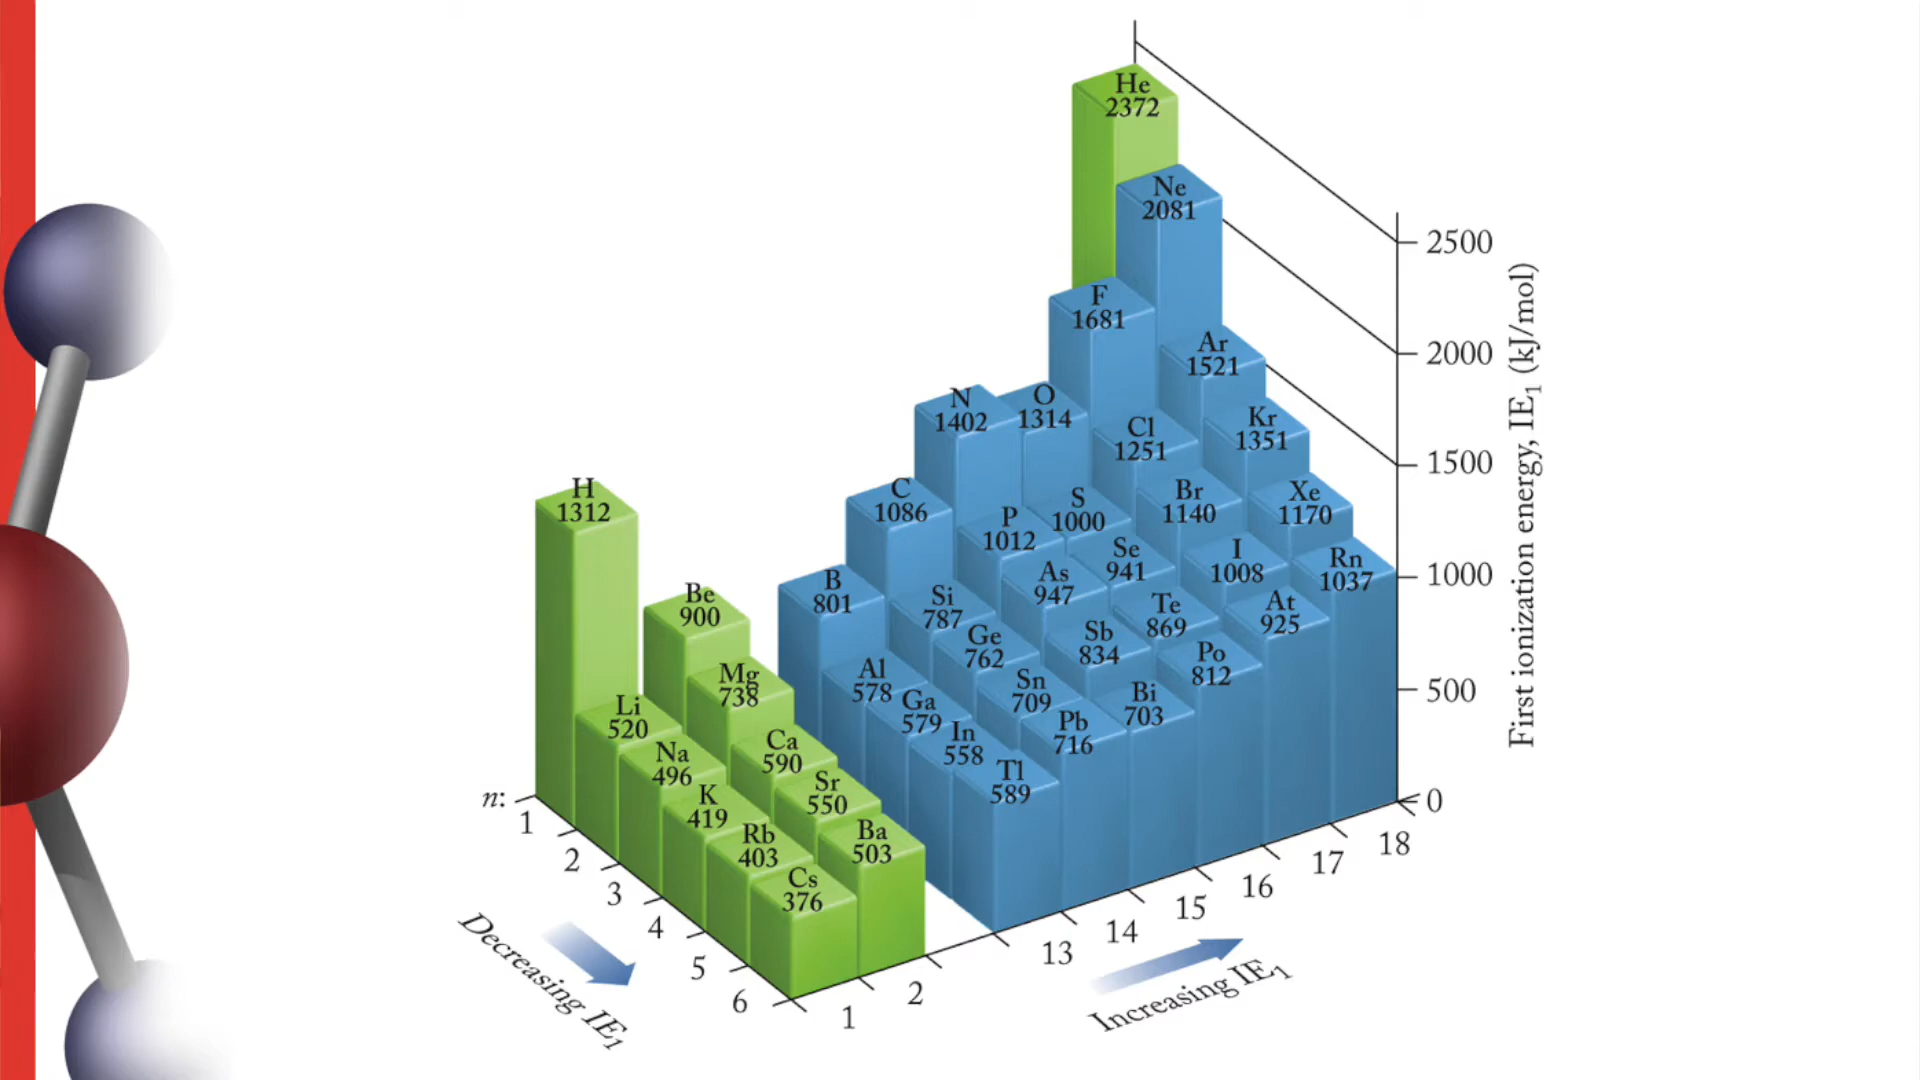 He
2372
Ne
2081
2500
F
1681
Ar
1521
2000
N
1402
O
1314
Cl
1251
Kr
1351
1500
H
1312
C
1086
P
1012
S
1000
Br
1140
Xe
1170
Be
900
B
801
Si
787
As
947
Se
941
I
1008
Rn
1037
1000
Mg
738
Al
578
Ge
762
Sb
834
Te
869
At
925
Li
520
Ga
579
Sn
709
Bi
703
Po
812
500
Na
496
Ca
590
In
558
Pb
716
K
419
Sr
550
Tl
589
Rb
403
Ba
503
Cs
376
0
First ionization energy, IE₁ (kJ/mol)
n:
1
2
3
4
5
6
1
2
13
14
15
16
17
18
Decreasing IE₁
Increasing IE₁